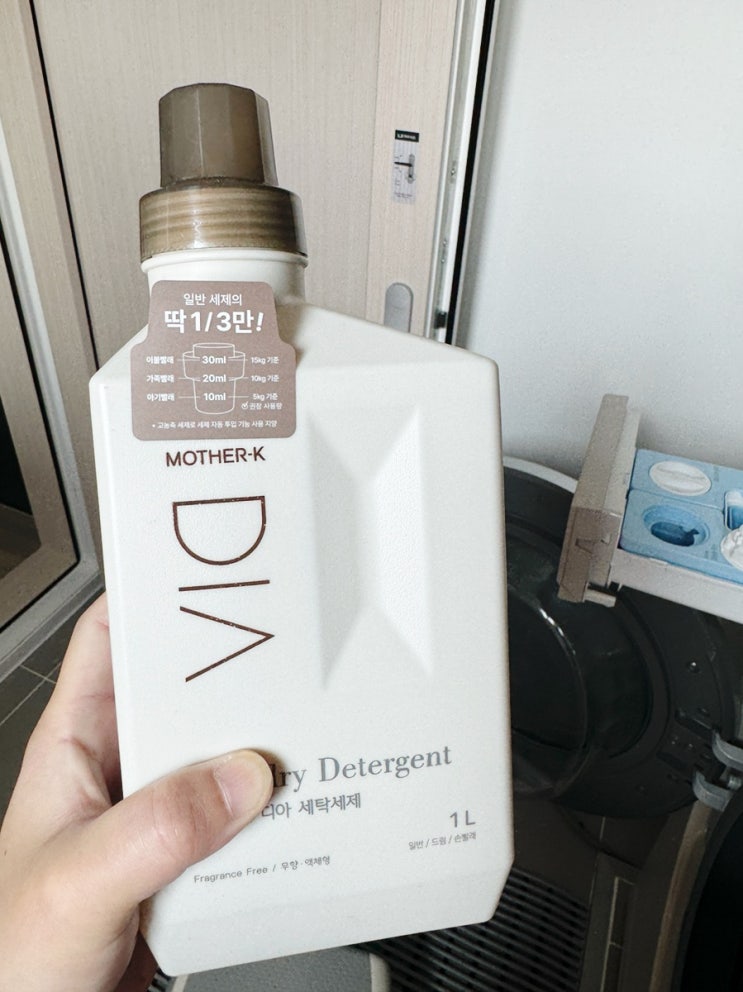 일반 세제의
딱 1/3만!
이불빨래 30ml 15kg 기준
가족빨래 20ml 10kg 기준
아기빨래 10ml 5kg 기준
권장 사용량
• 고농축 세제로 세제 자동 투입 기능 사용 지양
MOTHER-K
DIA
dry Detergent
디아 세탁세제
1 L
일반 / 드럼 / 손빨래
Fragrance Free / 무향·액체형